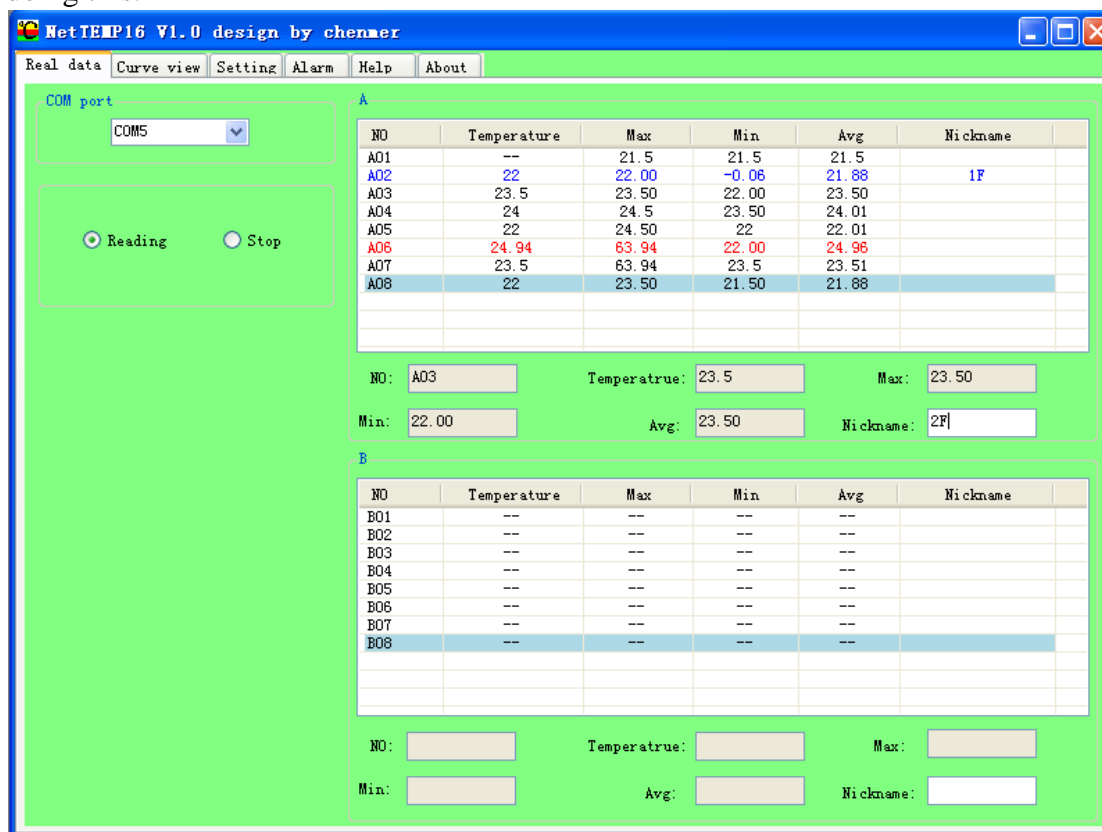 NetTEMP16 V1.0 design by chenmer
Real data Curve view Setting Alarm Help About
COM port
COM5
Reading Stop
A
NO Temperature Max Min Avg Nickname
A01 -- 21.5 21.5 21.5
A02 22 22.00 -0.06 21.88 1F
A03 23.5 23.50 22.00 23.50
A04 24 24.5 23.50 24.01
A05 22 24.50 22 22.01
A06 24.94 63.94 22.00 24.96
A07 23.5 63.94 23.5 23.51
A08 22 23.50 21.50 21.88
NO: A03 Temperatrue: 23.5 Max: 23.50
Min: 22.00 Avg: 23.50 Nickname: 2F
B
NO Temperature Max Min Avg Nickname
B01 -- -- -- --
B02 -- -- -- --
B03 -- -- -- --
B04 -- -- -- --
B05 -- -- -- --
B06 -- -- -- --
B07 -- -- -- --
B08 -- -- -- --
NO: Temperatrue: Max:
Min: Avg: Nickname: